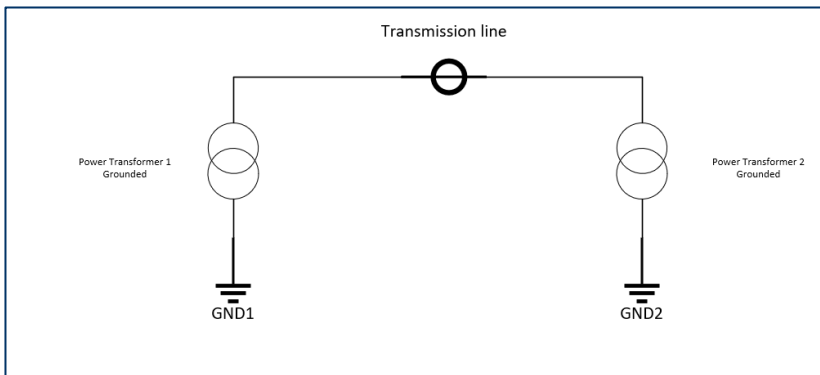 Transmission line
Power Transformer 1
Grounded
Power Transformer 2
Grounded
GND1
GND2